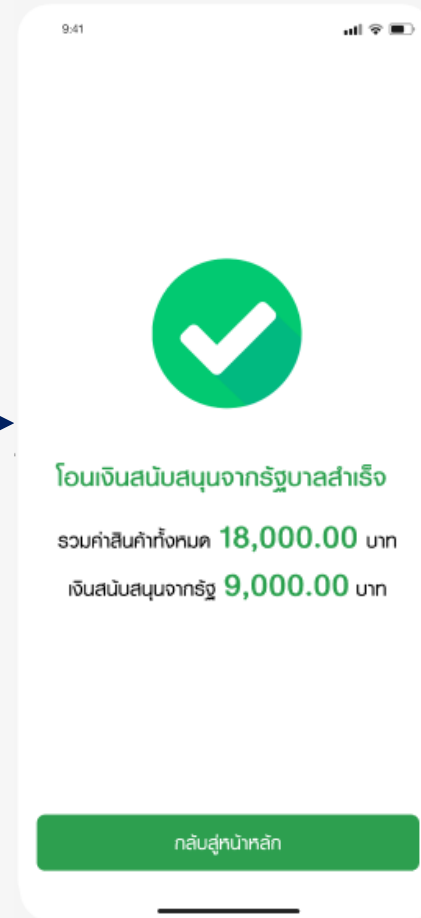 9:41
โอนเงินสนับสนุนจากรัฐบาลสำเร็จ
รวมค่าสินค้าทั้งหมด 18,000.00 บาท
เงินสนับสนุนจากรัฐ 9,000.00 บาท
กลับสู่หน้าหลัก